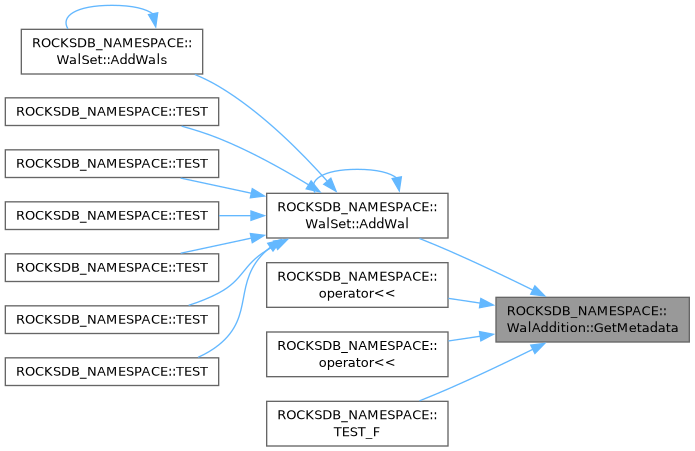 ROCKSDB_NAMESPACE::
WalSet::AddWals
ROCKSDB_NAMESPACE::TEST
ROCKSDB_NAMESPACE::TEST
ROCKSDB_NAMESPACE::TEST
ROCKSDB_NAMESPACE::TEST
ROCKSDB_NAMESPACE::TEST
ROCKSDB_NAMESPACE::TEST
ROCKSDB_NAMESPACE::
WalSet::AddWal
ROCKSDB_NAMESPACE::
operator<<
ROCKSDB_NAMESPACE::
operator<<
ROCKSDB_NAMESPACE::
TEST_F
ROCKSDB_NAMESPACE::
WalAddition::GetMetadata